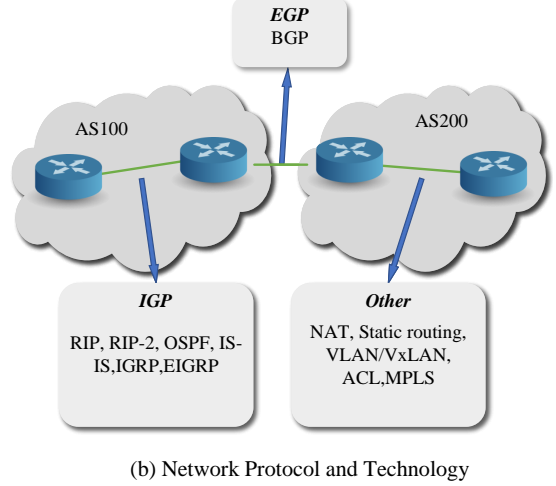 EGP
BGP
AS100
AS200
IGP
RIP, RIP-2, OSPF, IS-
IS,IGRP,EIGRP
Other
NAT, Static routing,
VLAN/VxLAN,
ACL,MPLS
(b) Network Protocol and Technology